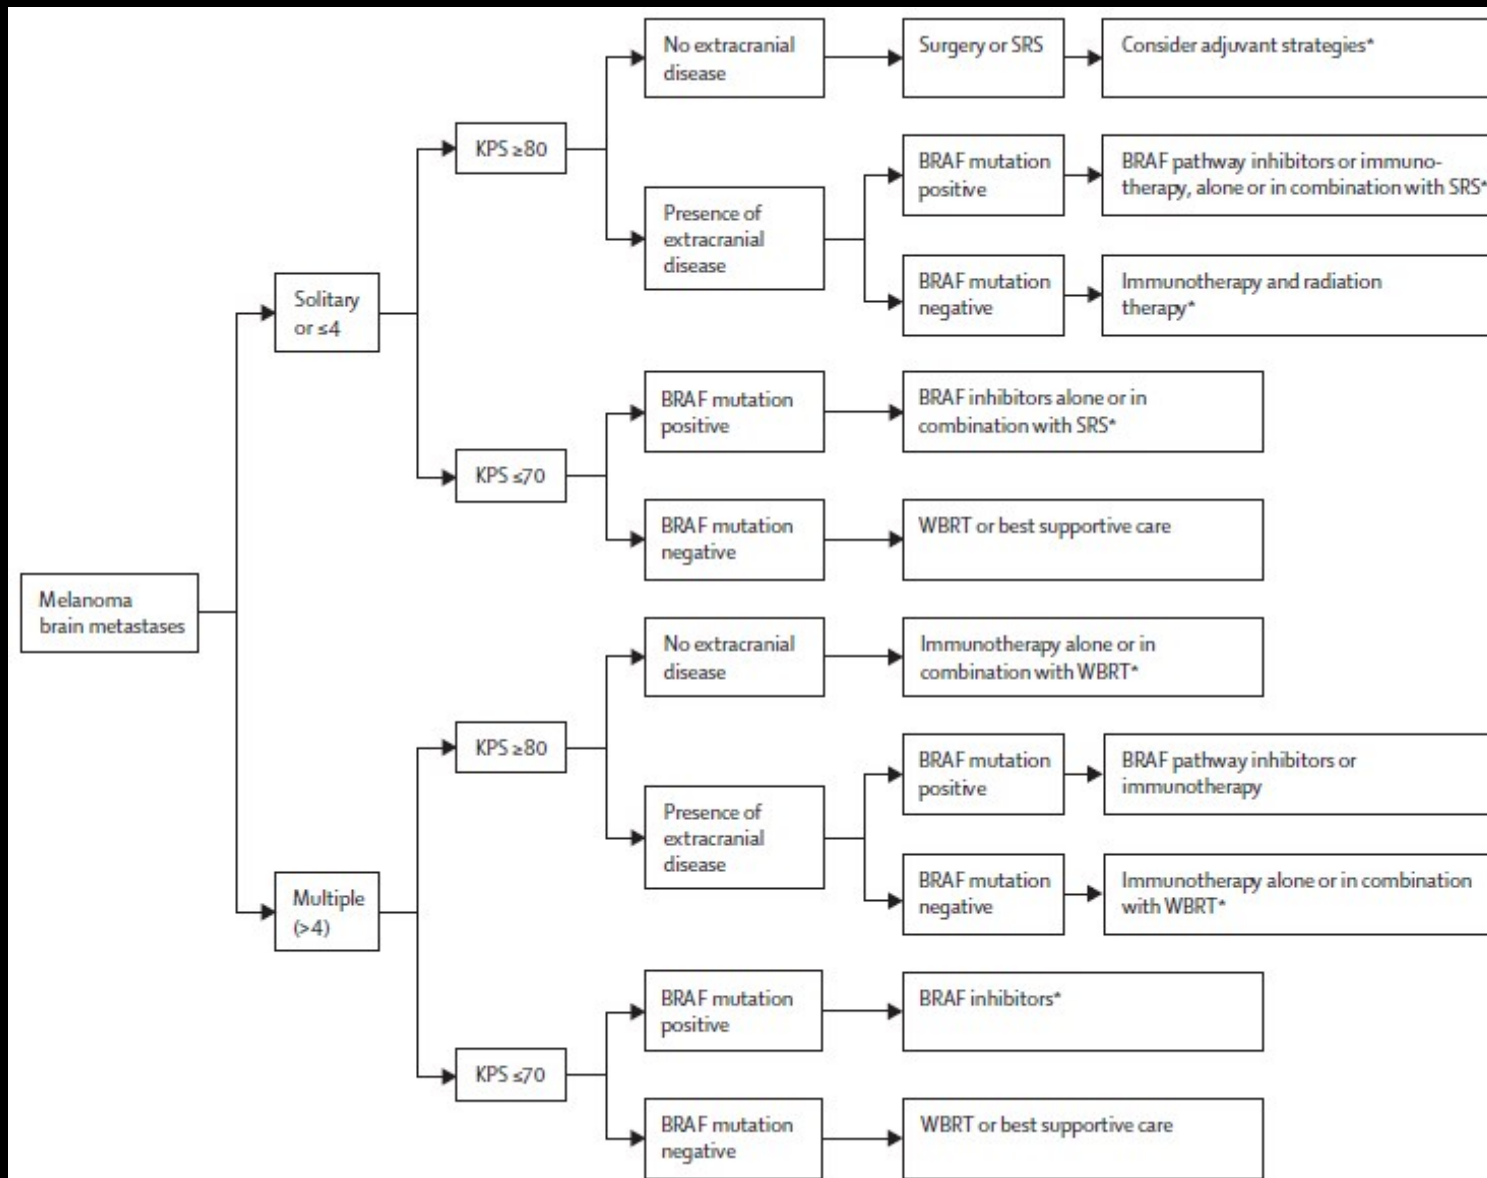 No extracranial
disease
Surgery or SRS
Consider adjuvant strategies*
KPS ≥80
BRAF mutation
positive
BRAF pathway inhibitors or immuno-
therapy, alone or in combination with SRS*
Presence of
extracranial
disease
BRAF mutation
negative
Immunotherapy and radiation
therapy*
Solitary
or ≤4
BRAF mutation
positive
BRAF inhibitors alone or in
combination with SRS*
KPS ≤70
BRAF mutation
negative
WBRT or best supportive care
Melanoma
brain metastases
No extracranial
disease
Immunotherapy alone or in
combination with WBRT*
KPS ≥80
BRAF mutation
positive
BRAF pathway inhibitors or
immunotherapy
Presence of
extracranial
disease
BRAF mutation
negative
Immunotherapy alone or in combination
with WBRT*
Multiple
(>4)
BRAF mutation
positive
BRAF inhibitors*
KPS ≤70
BRAF mutation
negative
WBRT or best supportive care